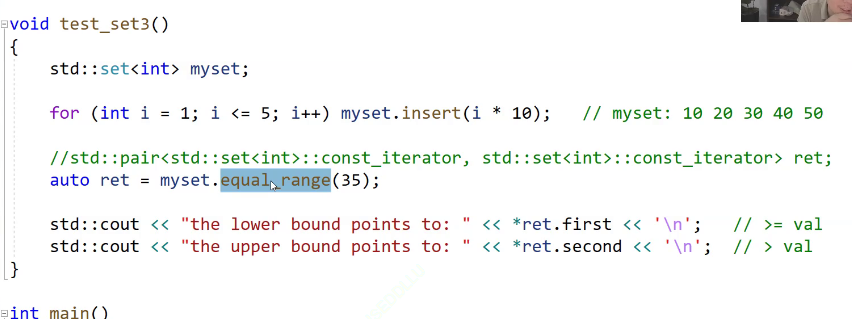 void test_set3()
{
    std::set<int> myset;
    for (int i = 1; i <= 5; i++) myset.insert(i * 10);   // myset: 10 20 30 40 50
    //std::pair<std::set<int>::const_iterator, std::set<int>::const_iterator> ret;
    auto ret = myset.equal_range(35);
    std::cout << "the lower bound points to: " << *ret.first << '\n';   // >= val
    std::cout << "the upper bound points to: " << *ret.second << '\n';  // > val
}
int main()